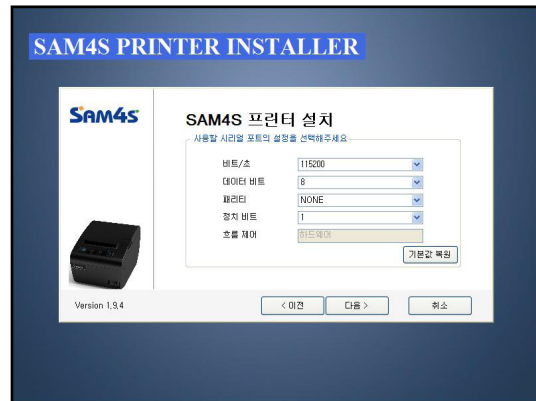 SAM4S PRINTER INSTALLER
SAM4S
SAM4S 프린터 설치
사용할 시리얼 포트의 설정을 선택해주세요
비트/초 115200
데이터 비트 8
패리티 NONE
정지 비트 1
흐름 제어 하드웨어
기본값 복원
Version 1.9.4
< 이전 다음 > 취소